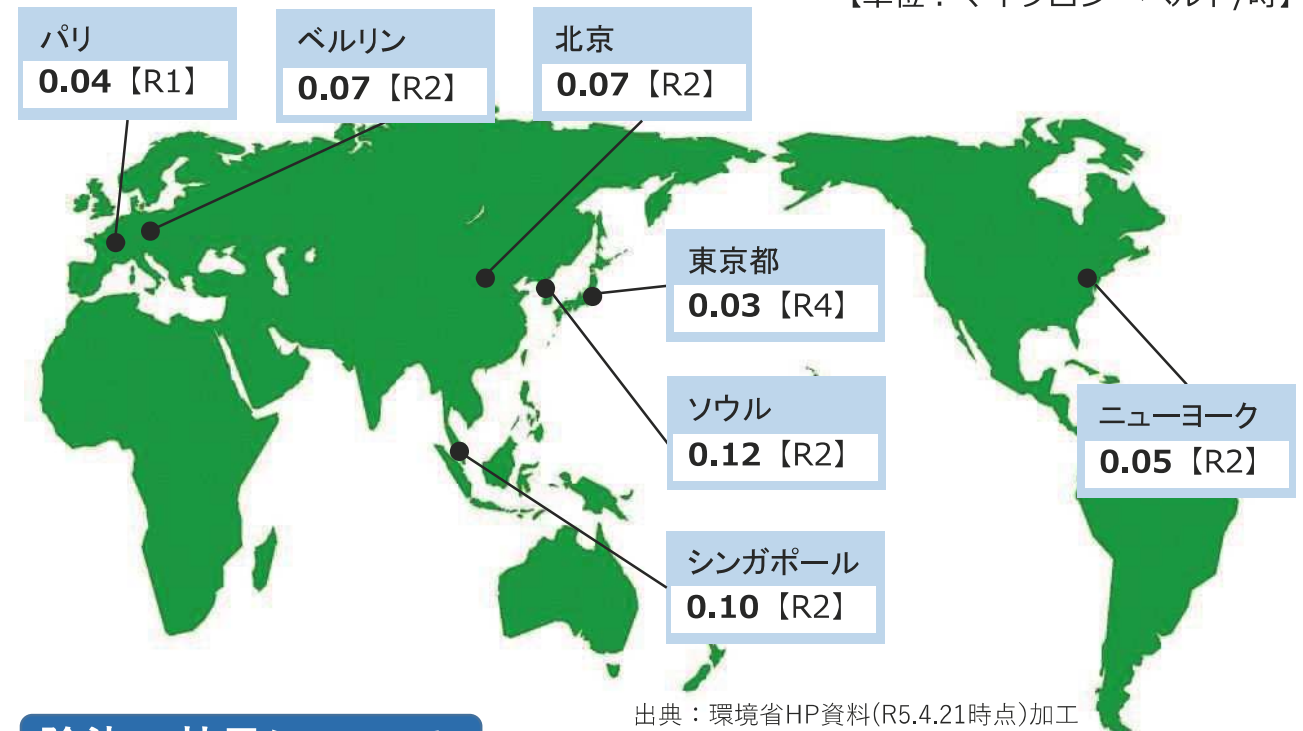 パリ
0.04【R1】
ベルリン
0.07【R2】
北京
0.07【R2】
東京都
0.03【R4】
ソウル
0.12【R2】
ニューヨーク
0.05【R2】
シンガポール
0.10【R2】
出典：環境省HP資料(R5.4.21時点)加工